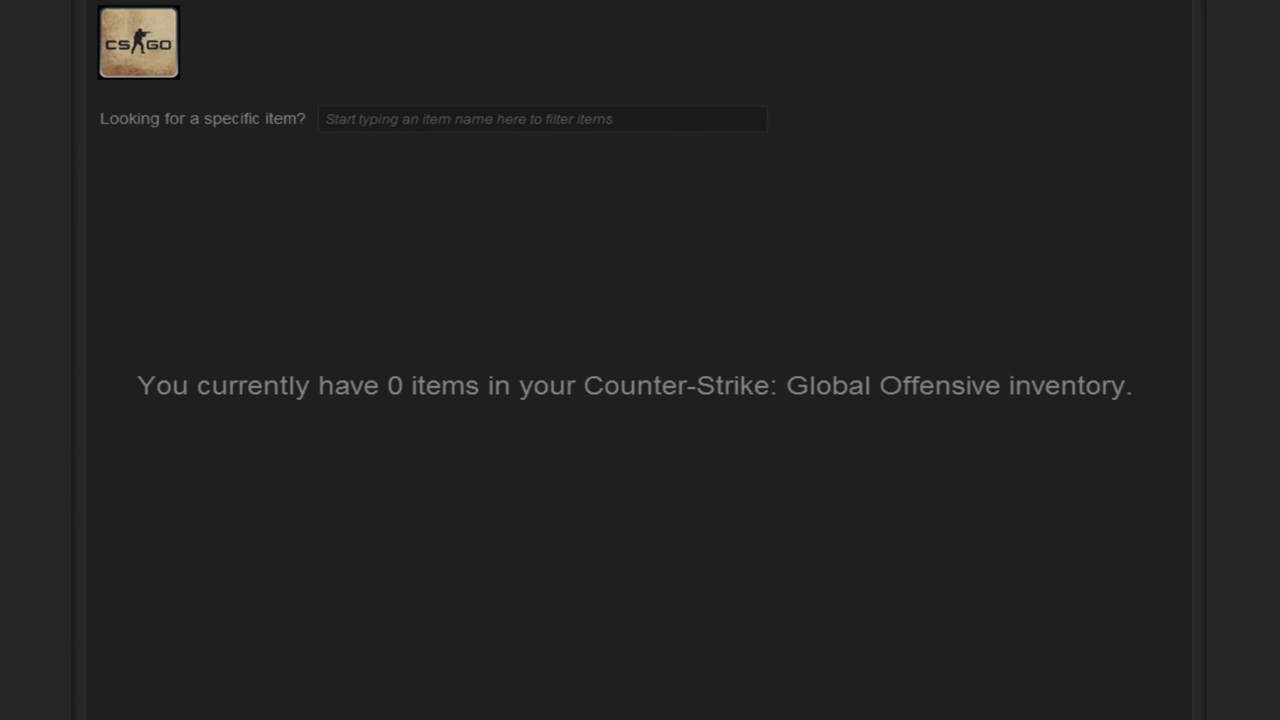 CS GO
Looking for a specific item? Start typing an item name here to filter items
You currently have 0 items in your Counter-Strike: Global Offensive inventory.